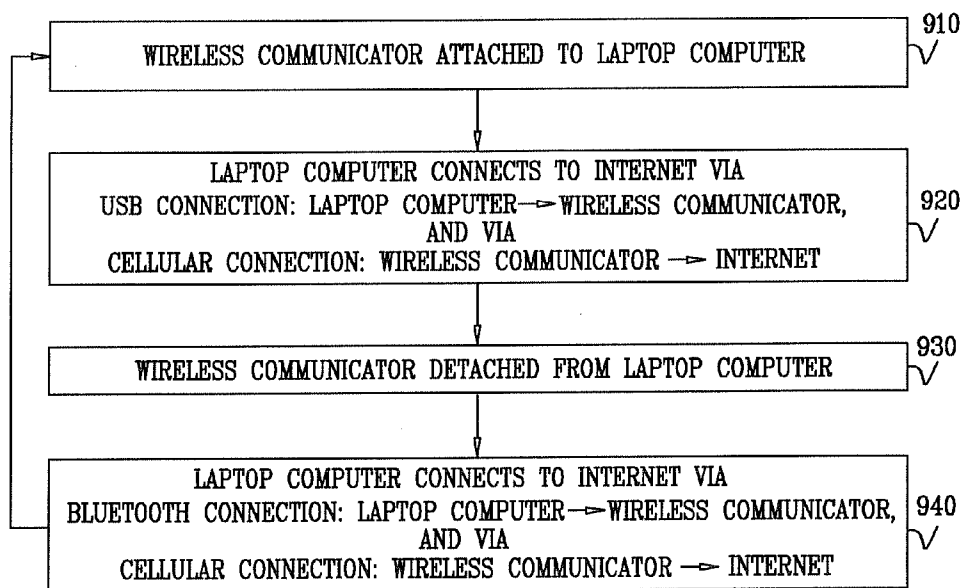 910
WIRELESS COMMUNICATOR ATTACHED TO LAPTOP COMPUTER
LAPTOP COMPUTER CONNECTS TO INTERNET VIA
USB CONNECTION: LAPTOP COMPUTER→WIRELESS COMMUNICATOR,
AND VIA
CELLULAR CONNECTION: WIRELESS COMMUNICATOR → INTERNET
920
930
WIRELESS COMMUNICATOR DETACHED FROM LAPTOP COMPUTER
LAPTOP COMPUTER CONNECTS TO INTERNET VIA
BLUETOOTH CONNECTION: LAPTOP COMPUTER→WIRELESS COMMUNICATOR,
AND VIA
CELLULAR CONNECTION: WIRELESS COMMUNICATOR → INTERNET
940